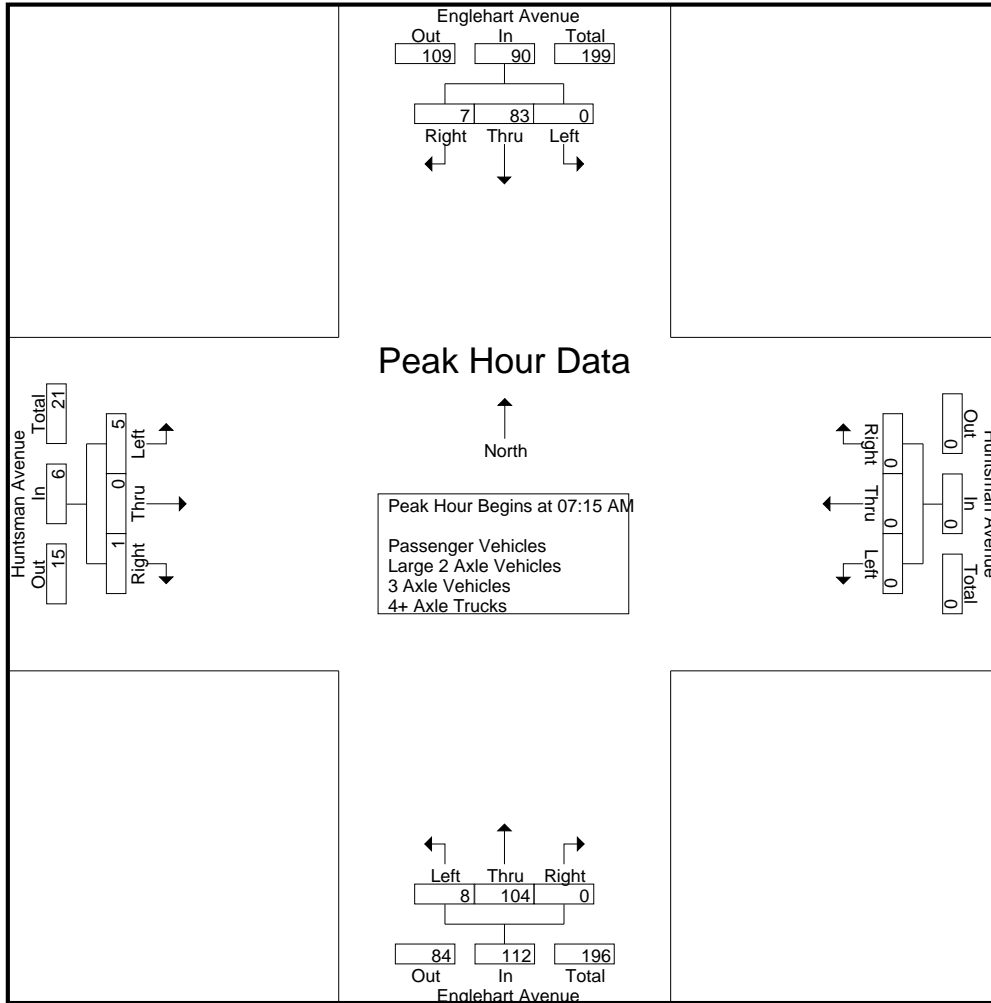 Englehart Avenue
Out In Total
109 90 199
7 83 0
Right Thru Left
Peak Hour Data
North
Peak Hour Begins at 07:15 AM
Passenger Vehicles
Large 2 Axle Vehicles
3 Axle Vehicles
4+ Axle Trucks
Huntsman Avenue
Out In Total
15 6 21
Right Thru Left
1 0 5
Huntsman Avenue
Out In Total
0 0 0
Right Thru Left
0 0 0
Left Thru Right
8 104 0
84 112 196
Out In Total
Englehart Avenue